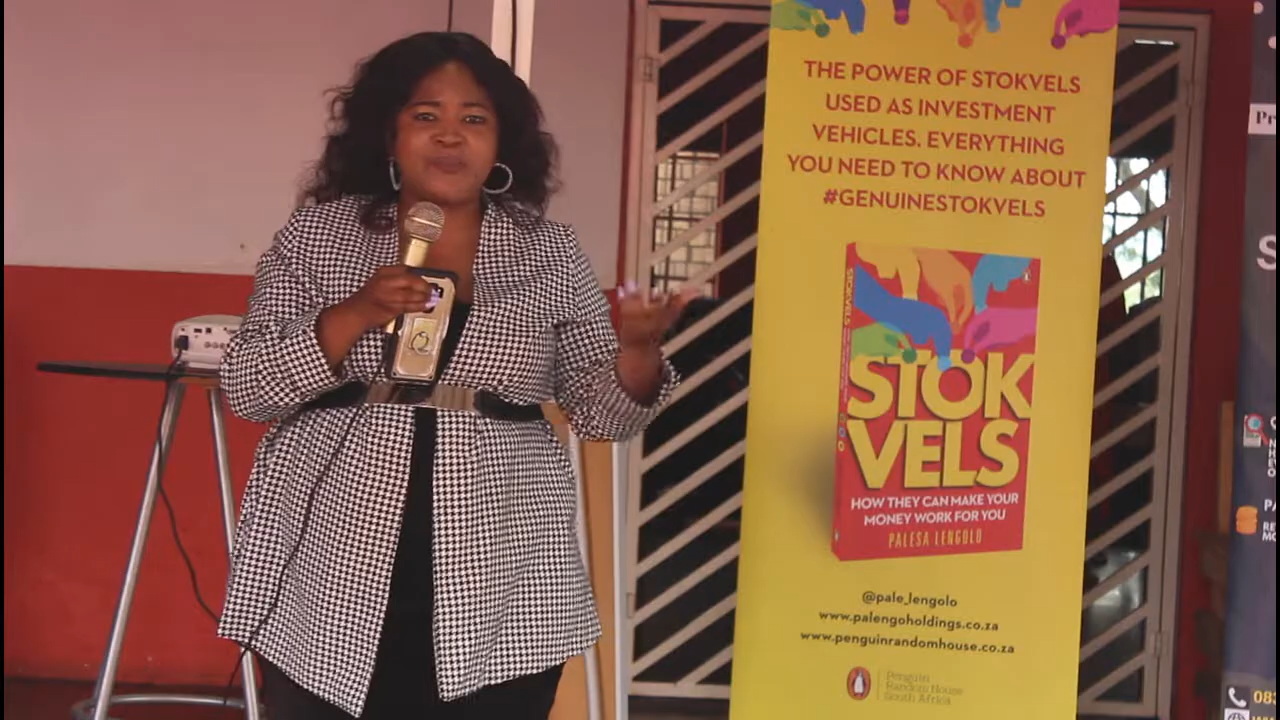 THE POWER OF STOKVELS
USED AS INVESTMENT
VEHICLES. EVERYTHING
YOU NEED TO KNOW ABOUT
#GENUINESTOKVELS
STOKVELS
STOK
VELS
HOW THEY CAN MAKE YOUR
MONEY WORK FOR YOU
PALESA LENGOLO
@pale_lengolo
www.palengoholdings.co.za
www.penguinrandomhouse.co.za
Penguin
Random House
South Africa